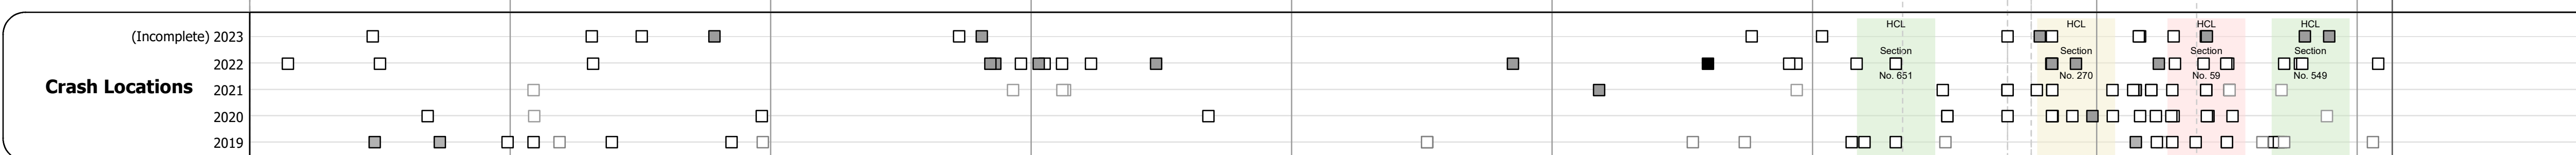 Crash Locations
(Incomplete) 2023
2022
2021
2020
2019
HCL
Section
No. 651
HCL
Section
No. 270
HCL
Section
No. 59
HCL
Section
No. 549